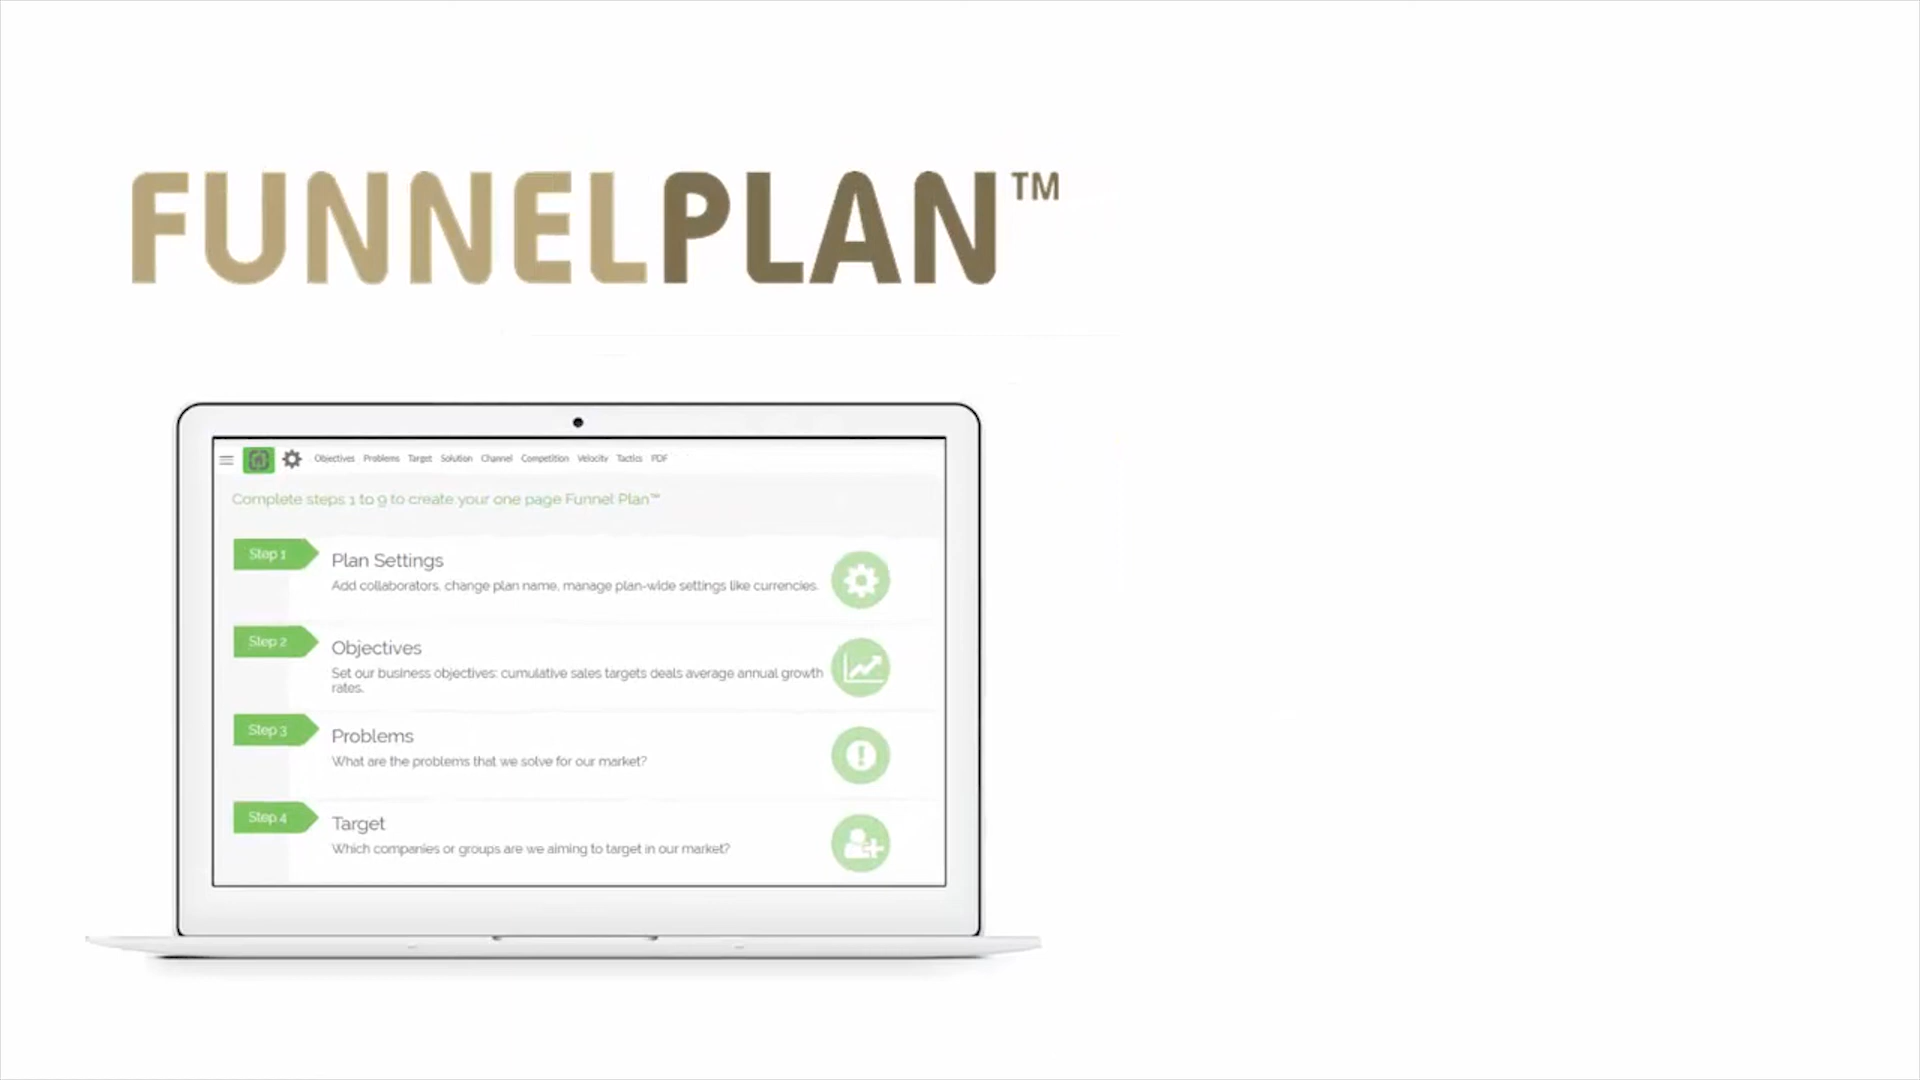 FUNNELPLAN™
Objectives Problems Target Solution Channel Competition Velocity Tactics PDF
Complete steps 1 to 9 to create your one page Funnel Plan™
Step 1
Plan Settings
Add collaborators, change plan name, manage plan-wide settings like currencies.
Step 2
Objectives
Set our business objectives: cumulative sales targets deals average annual growth
rates.
Step 3
Problems
What are the problems that we solve for our market?
Step 4
Target
Which companies or groups are we aiming to target in our market?